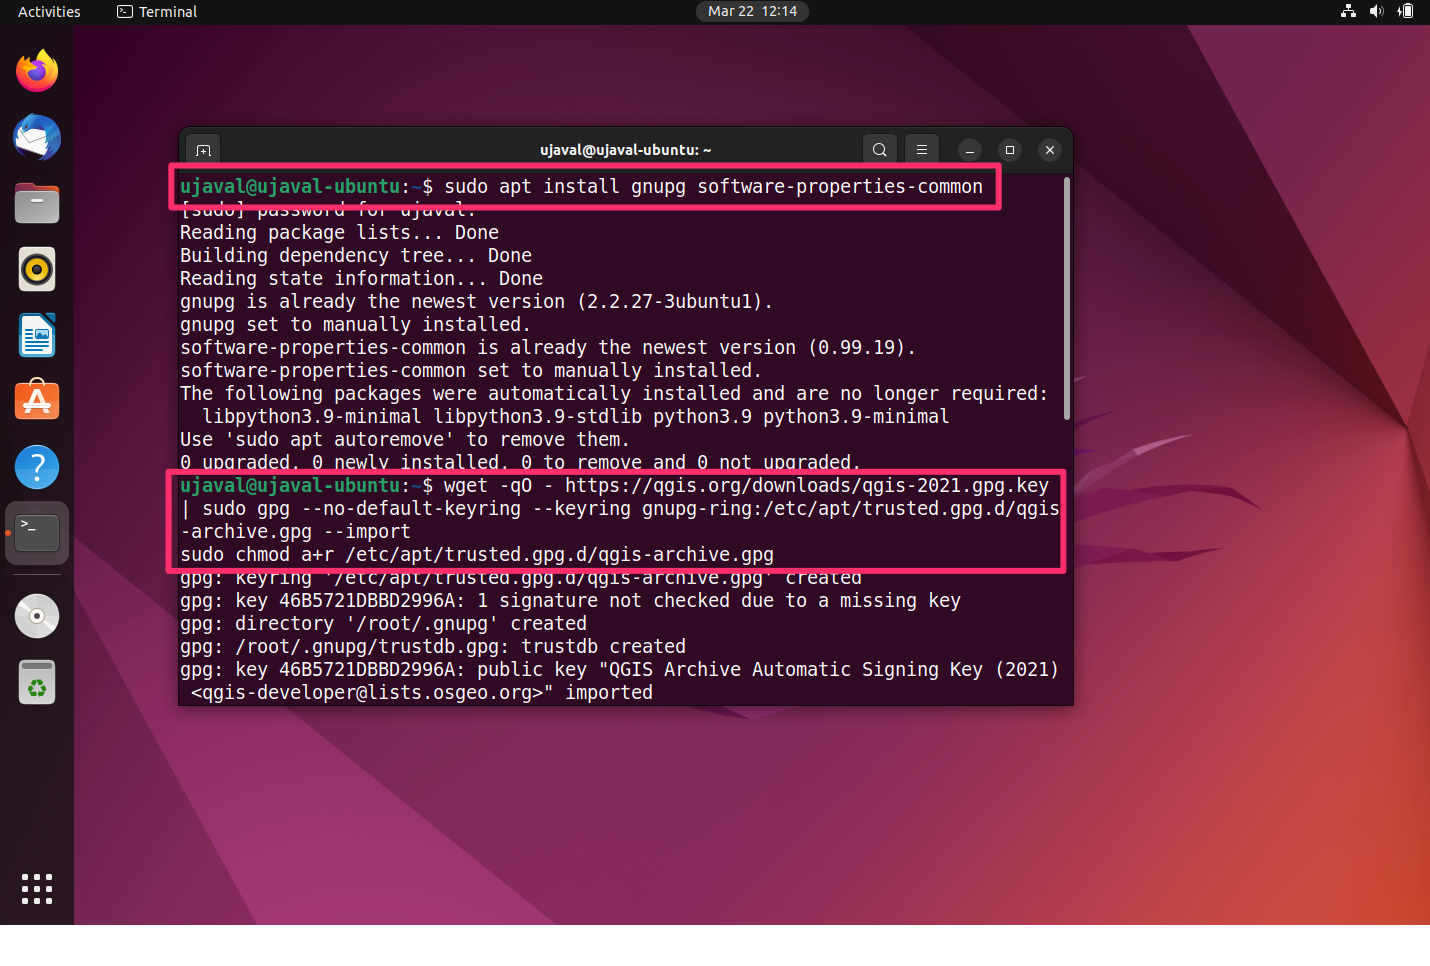 Activities Terminal Mar 22 12:14
ujaval@ujaval-ubuntu: ~
ujaval@ujaval-ubuntu:~$ sudo apt install gnupg software-properties-common
[sudo] password for ujaval:
Reading package lists... Done
Building dependency tree... Done
Reading state information... Done
gnupg is already the newest version (2.2.27-3ubuntu1).
gnupg set to manually installed.
software-properties-common is already the newest version (0.99.19).
software-properties-common set to manually installed.
The following packages were automatically installed and are no longer required:
  libpython3.9-minimal libpython3.9-stdlib python3.9 python3.9-minimal
Use 'sudo apt autoremove' to remove them.
0 upgraded, 0 newly installed, 0 to remove and 0 not upgraded.
ujaval@ujaval-ubuntu:~$ wget -qO - https://qgis.org/downloads/qgis-2021.gpg.key
| sudo gpg --no-default-keyring --keyring gnupg-ring:/etc/apt/trusted.gpg.d/qgis
-archive.gpg --import
sudo chmod a+r /etc/apt/trusted.gpg.d/qgis-archive.gpg
gpg: keyring '/etc/apt/trusted.gpg.d/qgis-archive.gpg' created
gpg: key 46B5721DBBD2996A: 1 signature not checked due to a missing key
gpg: directory '/root/.gnupg' created
gpg: /root/.gnupg/trustdb.gpg: trustdb created
gpg: key 46B5721DBBD2996A: public key "QGIS Archive Automatic Signing Key (2021)
 <qgis-developer@lists.osgeo.org>" imported